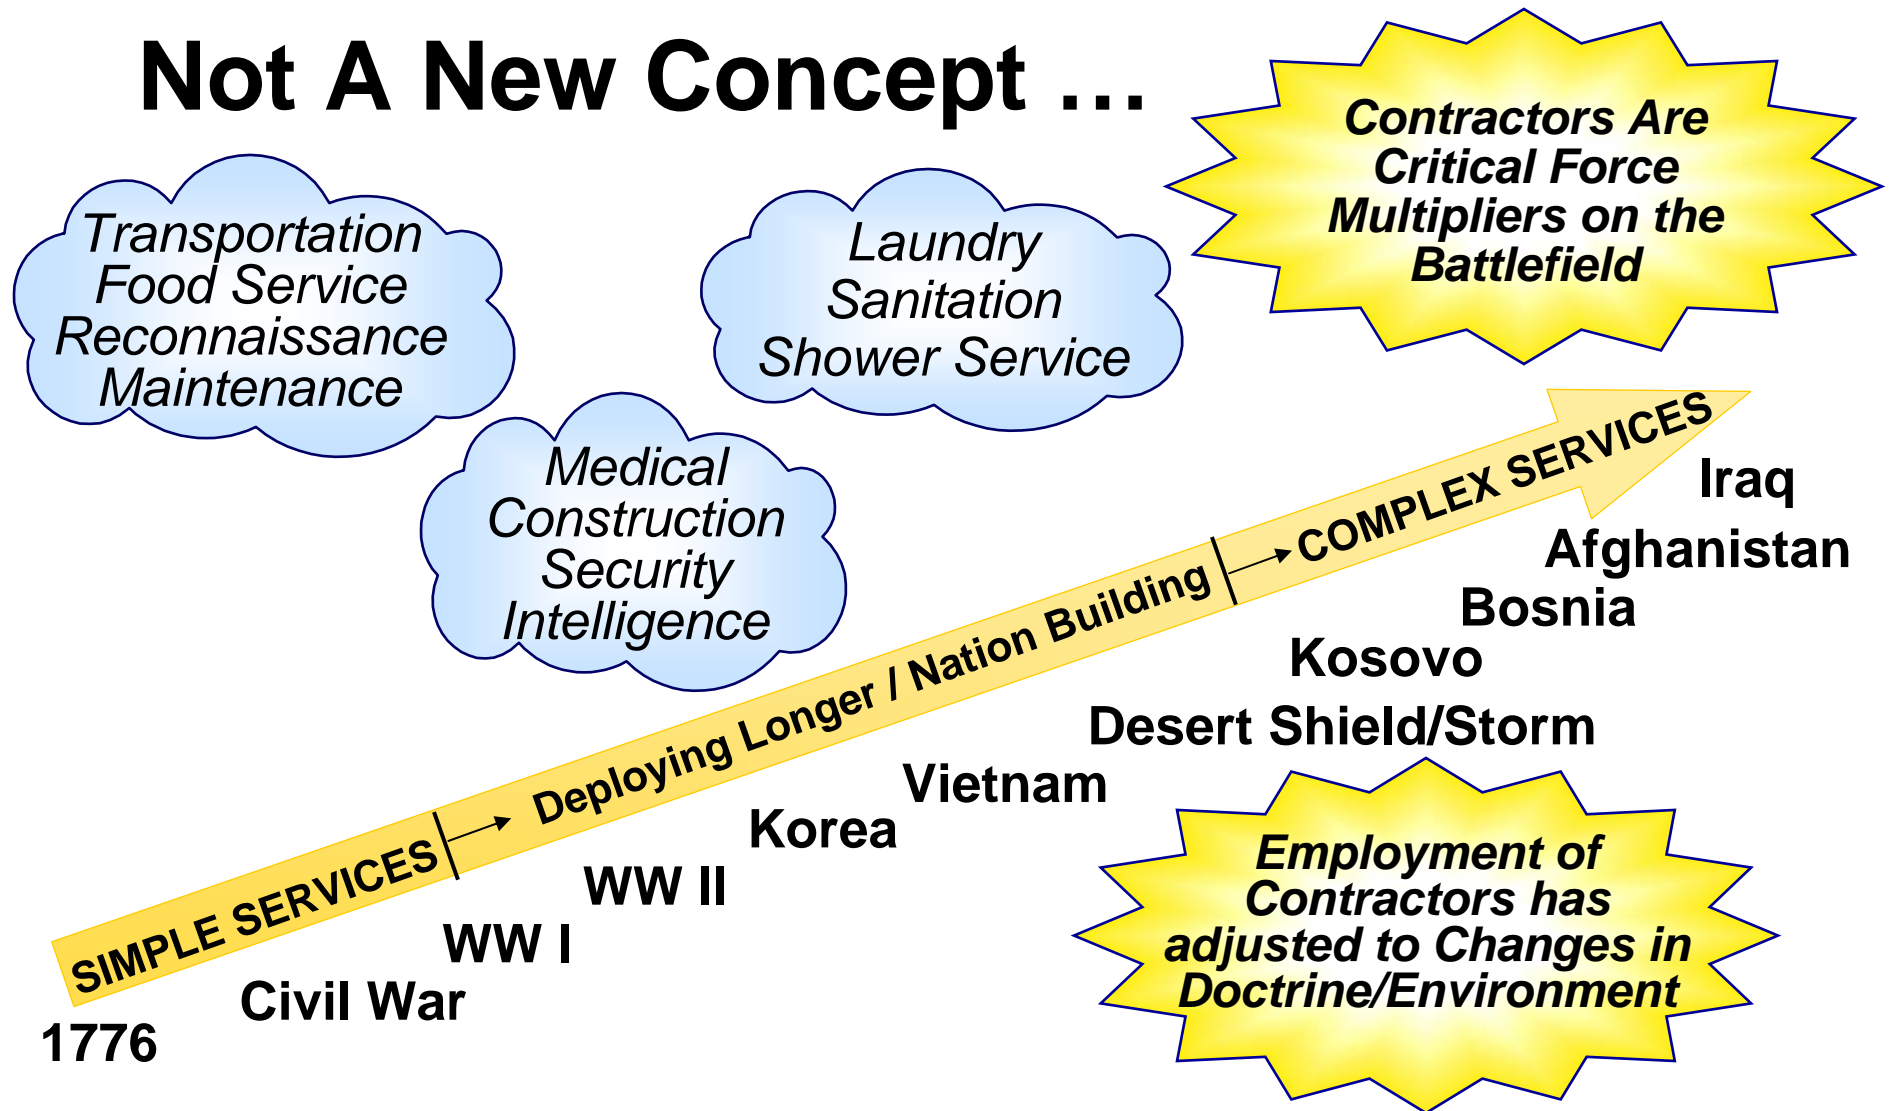 Not A New Concept ...
Contractors Are
Critical Force
Multipliers on the
Battlefield
Transportation
Food Service
Reconnaissance
Maintenance
Laundry
Sanitation
Shower Service
Medical
Construction
Security
Intelligence
SIMPLE SERVICES
Deploying Longer / Nation Building
COMPLEX SERVICES
1776
Civil War
WW I
WW II
Korea
Vietnam
Desert Shield/Storm
Kosovo
Bosnia
Afghanistan
Iraq
Employment of
Contractors has
adjusted to Changes in
Doctrine/Environment